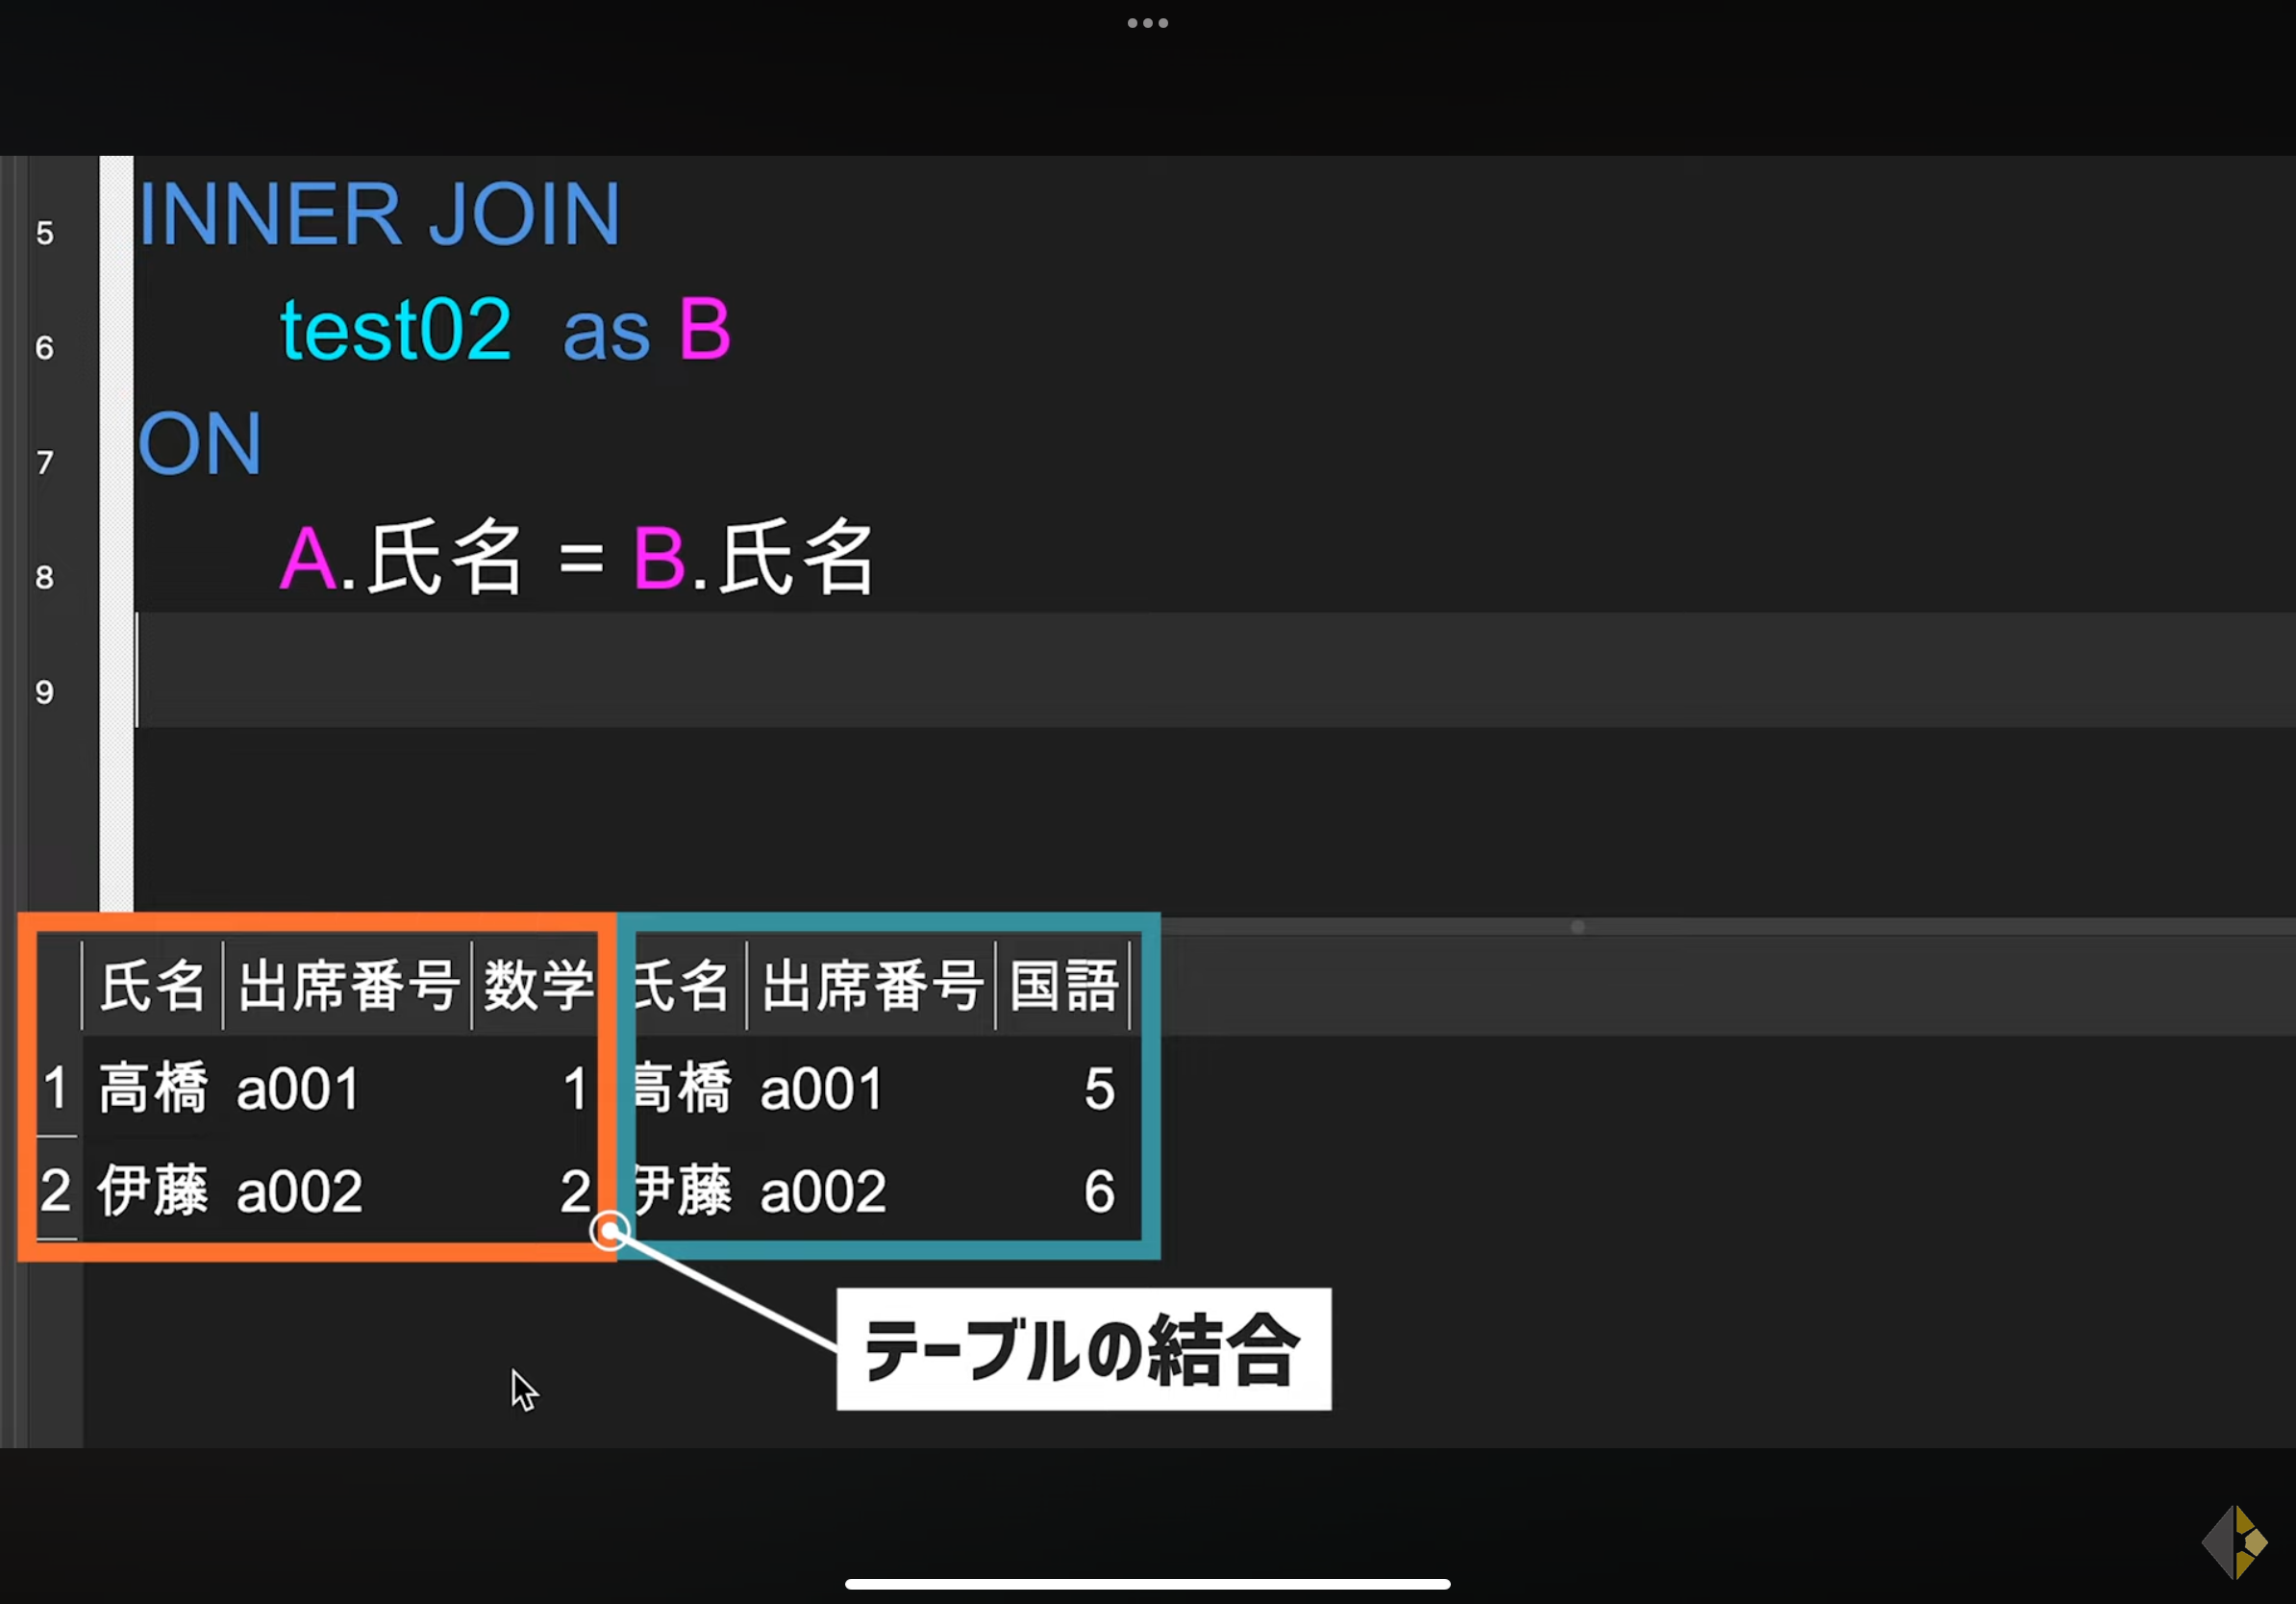 5 INNER JOIN
6 test02 as B
7 ON
8 A.氏名 = B.氏名
9
氏名 出席番号 数学 氏名 出席番号 国語
1 高橋 a001 1 高橋 a001 5
2 伊藤 a002 2 伊藤 a002 6
テーブルの結合